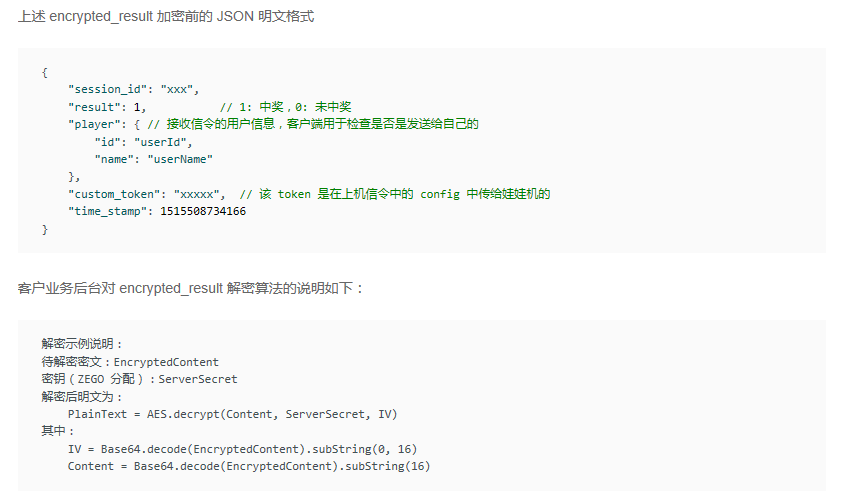 上述 encrypted_result 加密前的 JSON 明文格式
{
"session_id": "xxx",
"result": 1, // 1: 中奖，0: 未中奖
"player": { // 接收信令的用户信息，客户端用于检查是否是发送给自己的
"id": "userId",
"name": "userName"
},
"custom_token": "xxxxx", // 该 token 是在上机信令中的 config 中传给娃娃机的
"time_stamp": 1515508734166
}
客户业务后台对 encrypted_result 解密算法的说明如下：
解密示例说明：
待解密密文：EncryptedContent
密钥（ZEGO 分配）：ServerSecret
解密后明文为：
PlainText = AES.decrypt(Content, ServerSecret, IV)
其中：
IV = Base64.decode(EncryptedContent).subString(0, 16)
Content = Base64.decode(EncryptedContent).subString(16)